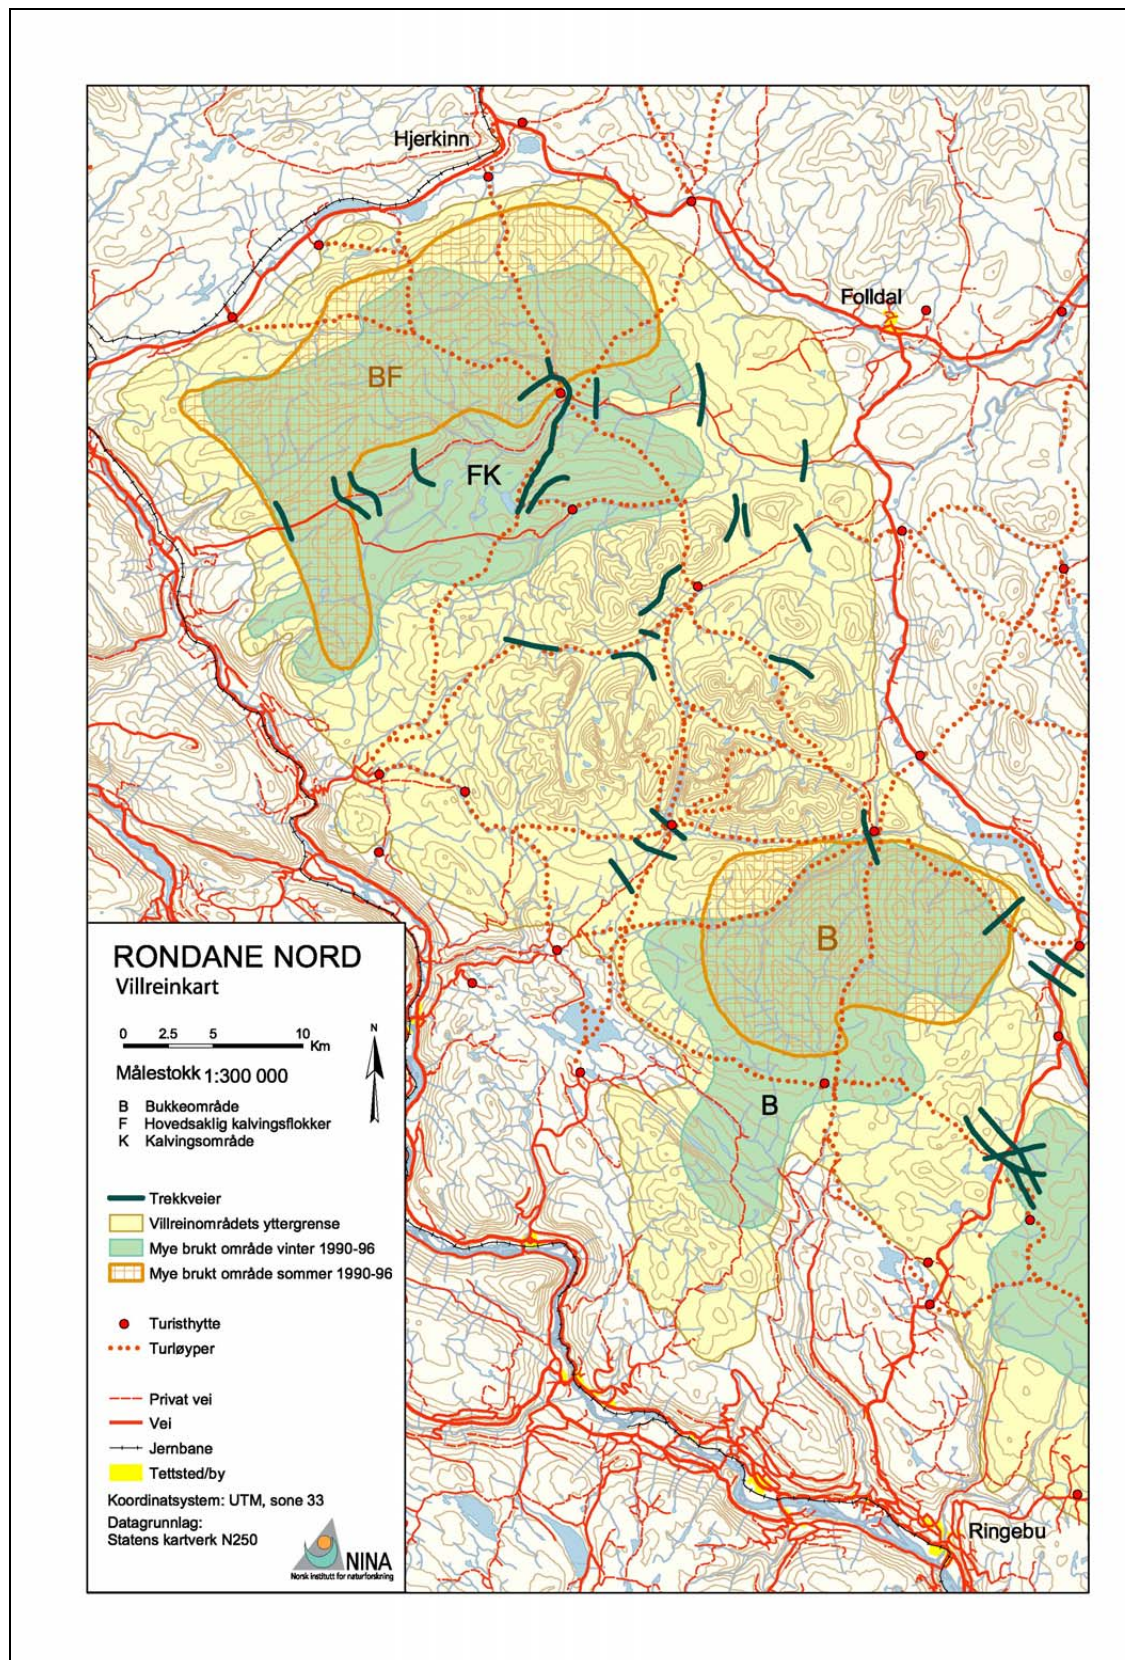 Hjerkinn
Folldal
BF
FK
B
B
RONDANE NORD
Villreinkart
0 2.5 5 10 Km
N
Målestokk 1:300 000
B Bukkeområde
F Hovedsaklig kalvingsflokker
K Kalvingsområde
Trekkveier
Villreinområdets yttergrense
Mye brukt område vinter 1990-96
Mye brukt område sommer 1990-96
Turisthytte
Turløyper
Privat vei
Vei
Jernbane
Tettsted/by
Koordinatsystem: UTM, sone 33
Datagrunnlag:
Statens kartverk N250
NINA
Norsk institutt for naturforskning
Ringebu